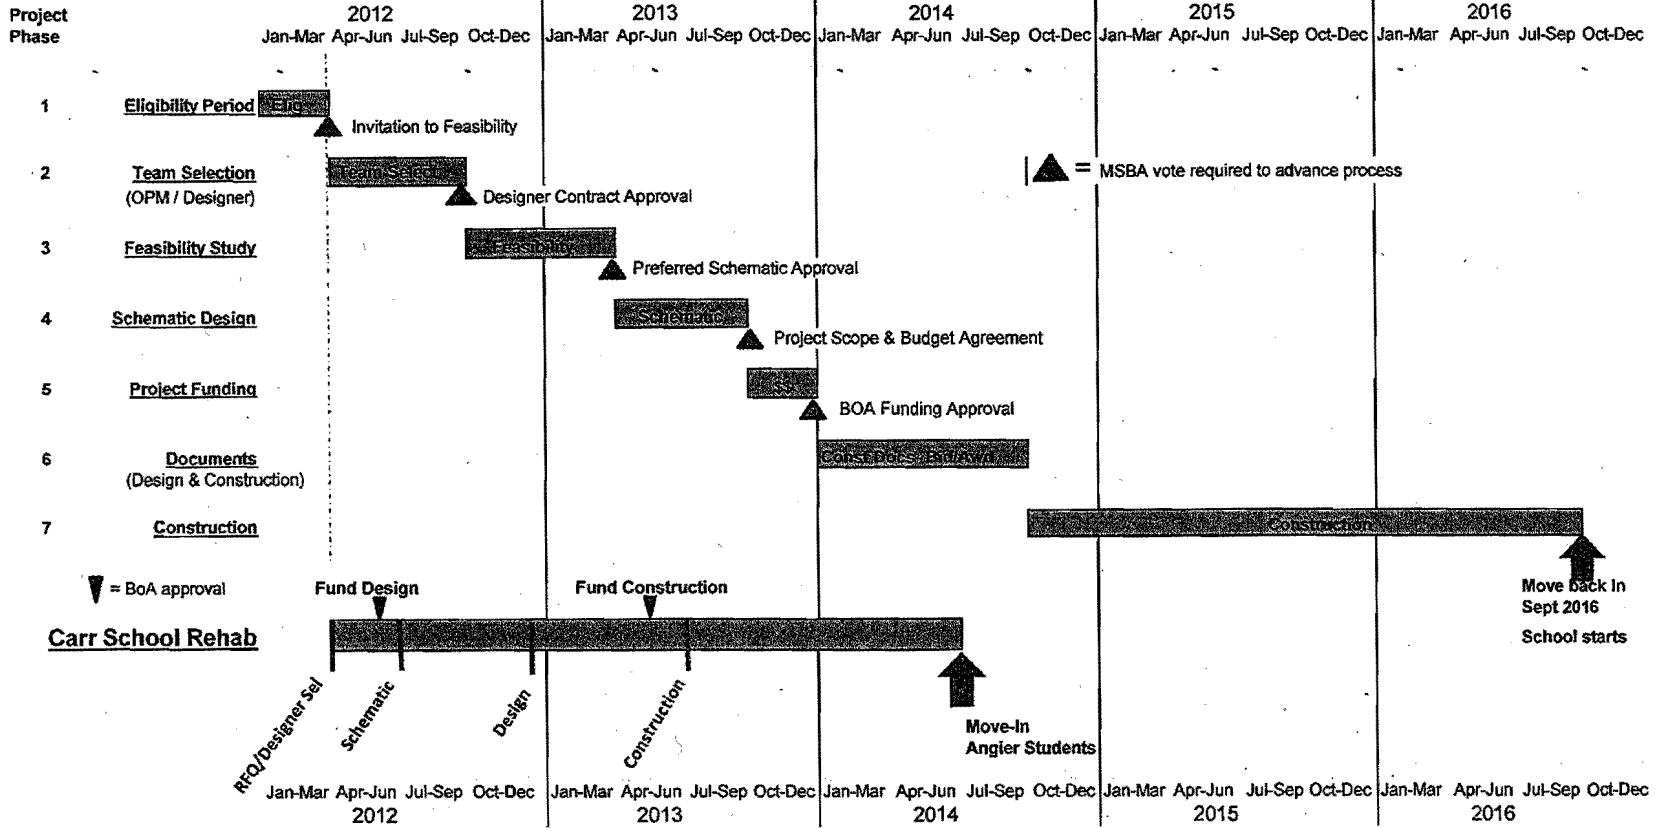 Project
Phase
2012 2013 2014 2015 2016
Jan-Mar Apr-Jun Jul-Sep Oct-Dec Jan-Mar Apr-Jun Jul-Sep Oct-Dec Jan-Mar Apr-Jun Jul-Sep Oct-Dec Jan-Mar Apr-Jun Jul-Sep Oct-Dec Jan-Mar Apr-Jun Jul-Sep Oct-Dec
1 Eligibility Period Elig
Invitation to Feasibility
2 Team Selection Team Select
(OPM / Designer)
Designer Contract Approval
= MSBA vote required to advance process
3 Feasibility Study Feasibility
Preferred Schematic Approval
4 Schematic Design Schematic
Project Scope & Budget Agreement
5 Project Funding $$
BOA Funding Approval
6 Documents Const Docs- Bid/Awd
(Design & Construction)
7 Construction Construction
= BoA approval
Fund Design
Fund Construction
Move back In
Sept 2016
School starts
Carr School Rehab
RFQ/Designer Sel
Schematic
Design
Construction
Move-In
Angier Students
Jan-Mar Apr-Jun Jul-Sep Oct-Dec Jan-Mar Apr-Jun Jul-Sep Oct-Dec Jan-Mar Apr-Jun Jul-Sep Oct-Dec Jan-Mar Apr-Jun Jul-Sep Oct-Dec Jan-Mar Apr-Jun Jul-Sep Oct-Dec
2012 2013 2014 2015 2016